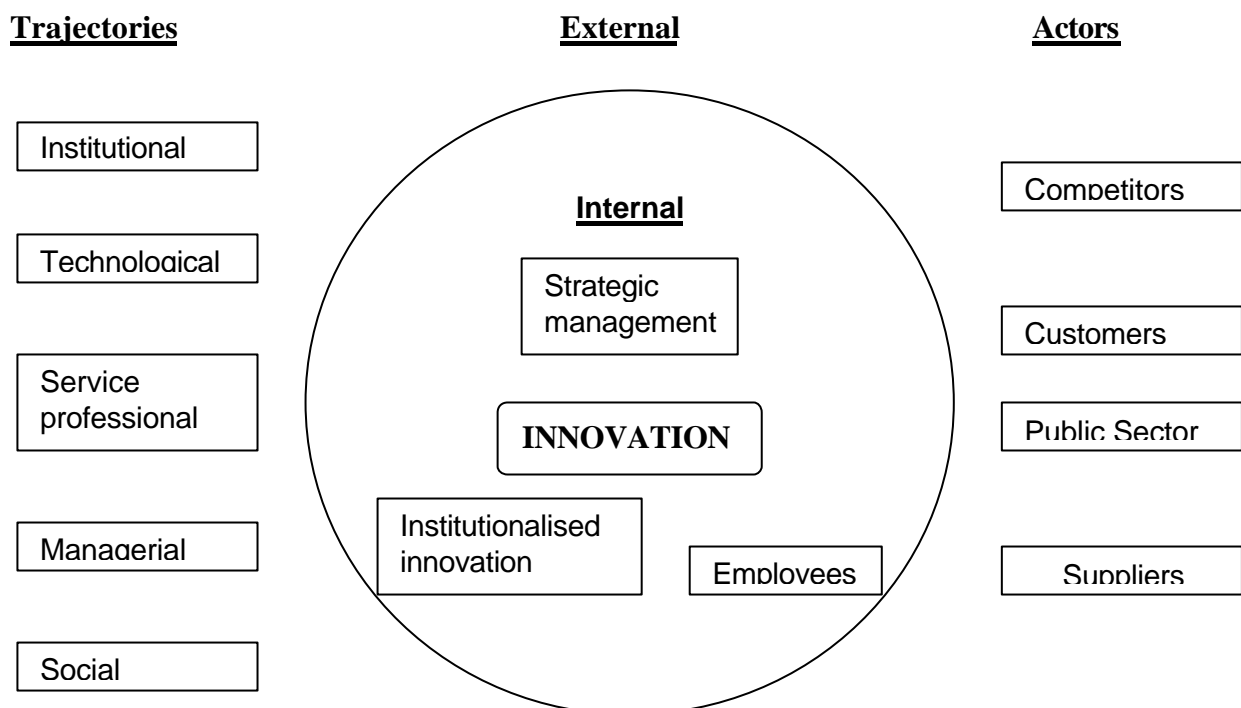 Trajectories
External
Actors
Institutional
Technological
Service
professional
Managerial
Social
Internal
Strategic
management
INNOVATION
Institutionalised
innovation
Employees
Competitors
Customers
Public Sector
Suppliers